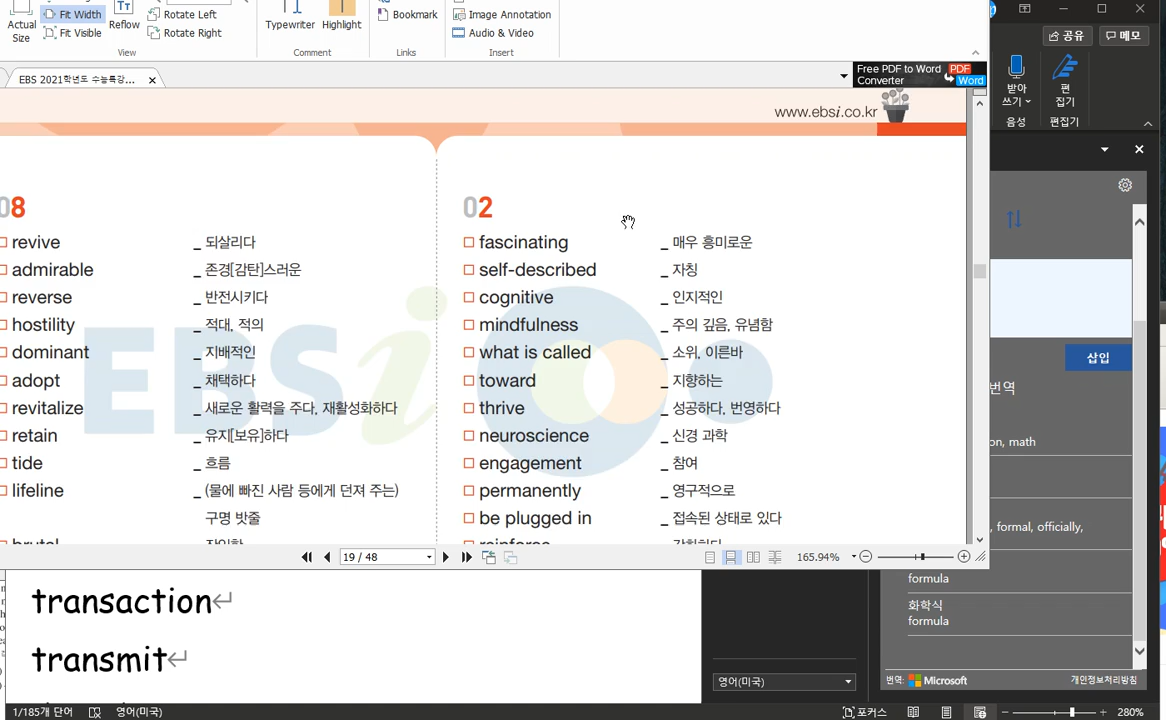 Actual
Size
Fit Width
Fit Visible
Reflow
Rotate Left
Rotate Right
View
Typewriter
Highlight
Comment
Bookmark
Links
Image Annotation
Audio & Video
Insert
공유
메모
받아
쓰기
음성
편
집기
편집기
EBS 2021학년도 수능특강...
Free PDF to Word
Converter
PDF
Word
www.ebsi.co.kr
08
revive _ 되살리다
admirable _ 존경[감탄]스러운
reverse _ 반전시키다
hostility _ 적대, 적의
dominant _ 지배적인
adopt _ 채택하다
revitalize _ 새로운 활력을 주다, 재활성화하다
retain _ 유지[보유]하다
tide _ 흐름
lifeline _ (물에 빠진 사람 등에게 던져 주는)
구명 밧줄
02
fascinating _ 매우 흥미로운
self-described _ 자칭
cognitive _ 인지적인
mindfulness _ 주의 깊음, 유념함
what is called _ 소위, 이른바
toward _ 지향하는
thrive _ 성공하다, 번영하다
neuroscience _ 신경 과학
engagement _ 참여
permanently _ 영구적으로
be plugged in _ 접속된 상태로 있다
EBSi
19 / 48
165.94%
삽입
번역
on, math
, formal, officially,
formula
화학식
formula
transaction
transmit
영어(미국)
번역: Microsoft
개인정보처리방침
1/185개 단어
영어(미국)
포커스
280%